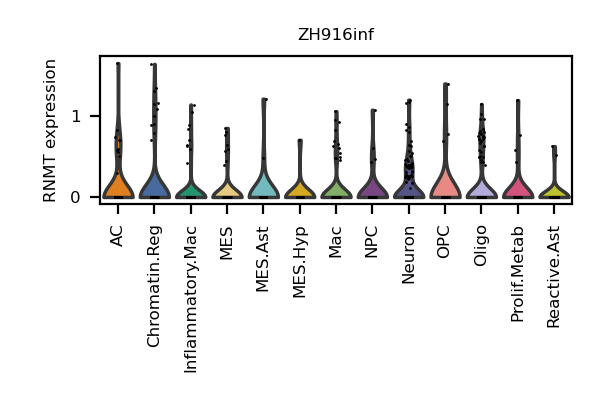 ZH916inf
RNMT expression
1
0
AC
Chromatin.Reg
Inflammatory.Mac
MES
MES.Ast
MES.Hyp
Mac
NPC
Neuron
OPC
Oligo
Prolif.Metab
Reactive.Ast